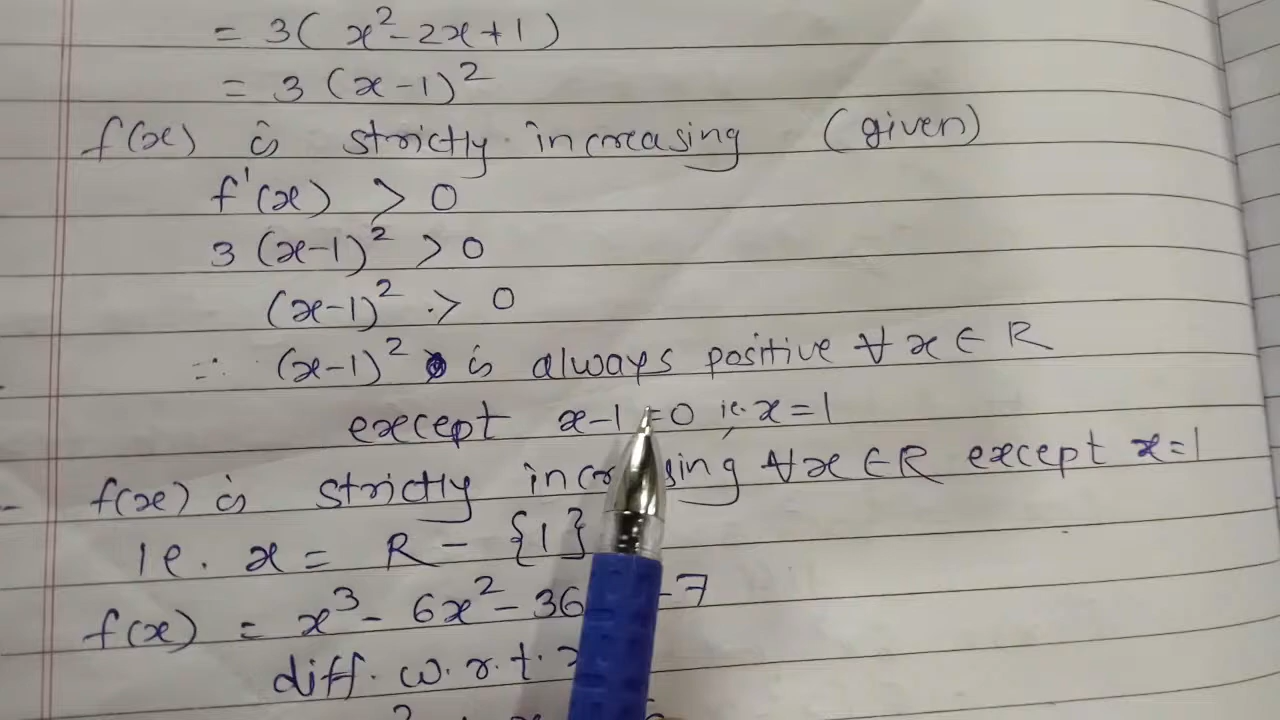 = 3( x² - 2x + 1 )
= 3 (x - 1)²
f(x) is strictly increasing (given)
f'(x) > 0
3 (x-1)² > 0
(x-1)² > 0
∴ (x-1)² is always positive ∀ x ∈ R
except x-1 = 0 i.e. x = 1
f(x) is strictly increasing ∀ x ∈ R except x = 1
ie. x = R - {1}
f(x) = x³ - 6x² - 36 7
diff. w.r.t.